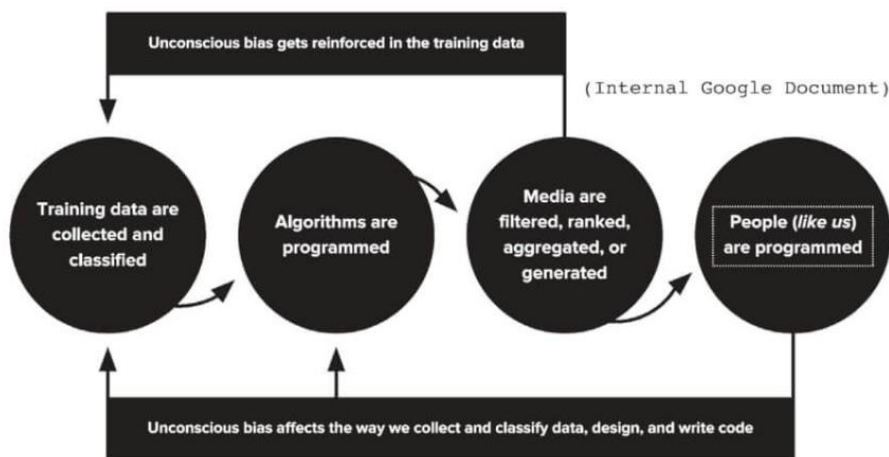 Unconscious bias gets reinforced in the training data
(Internal Google Document)
Training data are
collected and
classified
Algorithms are
programmed
Media are
filtered, ranked,
aggregated, or
generated
People (like us)
are programmed
Unconscious bias affects the way we collect and classify data, design, and write code